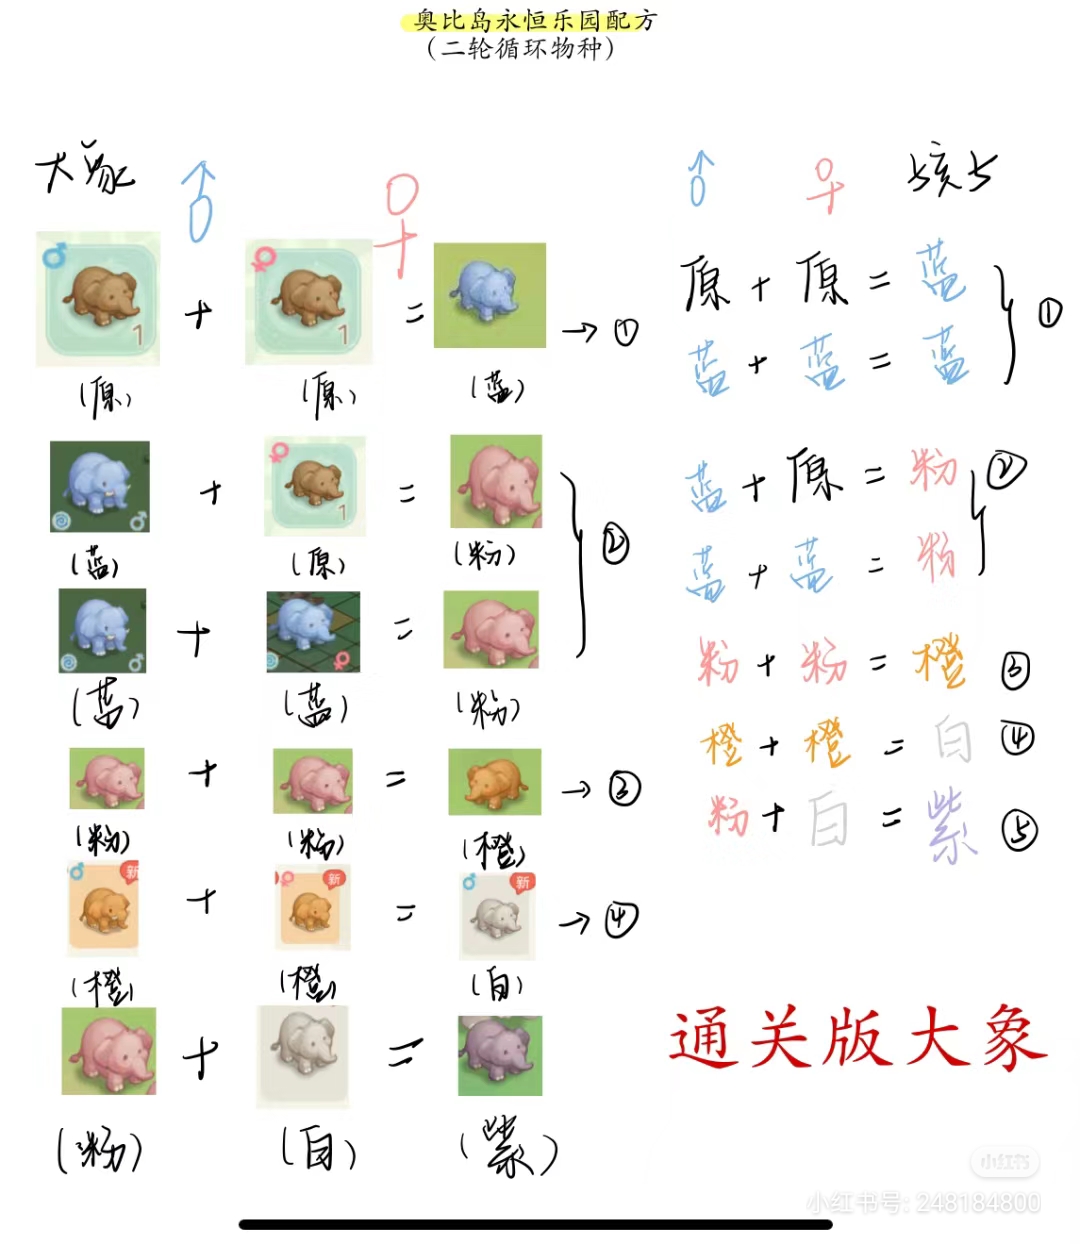 奥比岛永恒乐园配方
（二轮循环物种）
大象 ♂ ♀
1 + 1 = → ①
(原) (原) (蓝)
+ 1 = ②
(蓝) (原) (粉)
+ =
(蓝) (蓝) (粉)
+ = → ③
(粉) (粉) (橙)
新 + 新 = 新 → ④
(橙) (橙) (白)
+ =
(粉) (白) (紫)
♂ ♀ 孩子
原 + 原 = 蓝 ①
蓝 + 蓝 = 蓝
蓝 + 原 = 粉 ②
蓝 + 蓝 = 粉
粉 + 粉 = 橙 ③
橙 + 橙 = 白 ④
粉 + 白 = 紫 ⑤
通关版大象
小红书
小红书号: 248184800